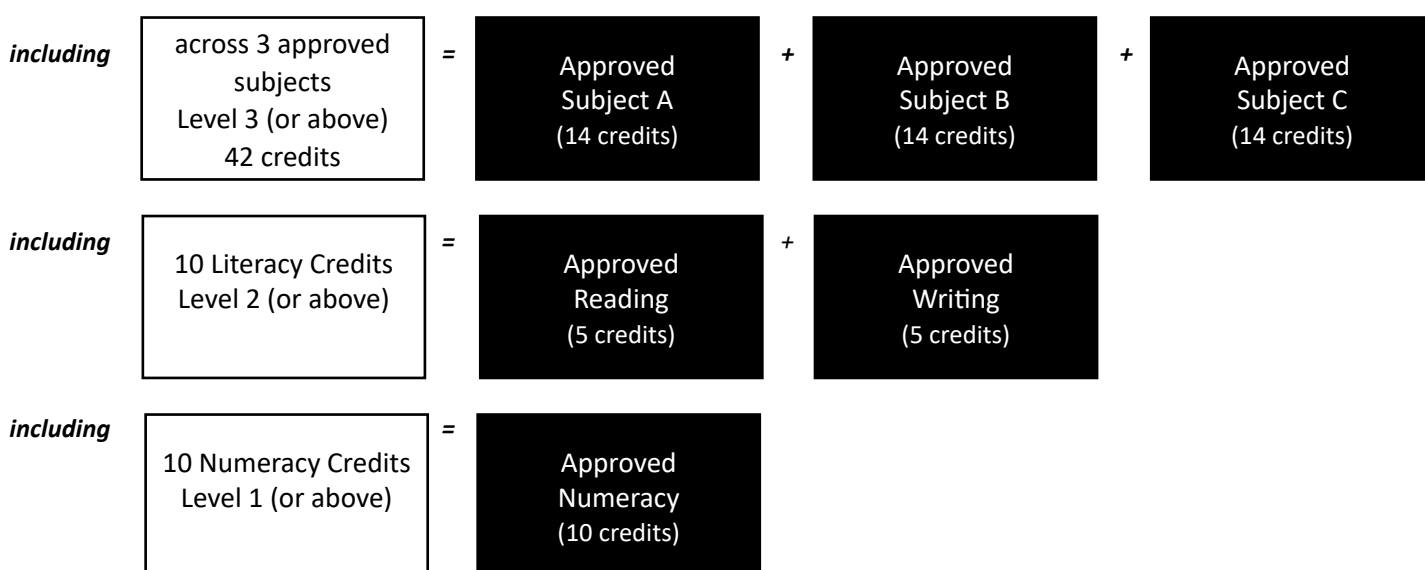 including
across 3 approved
subjects
Level 3 (or above)
42 credits
=
Approved
Subject A
(14 credits)
+
Approved
Subject B
(14 credits)
+
Approved
Subject C
(14 credits)
including
10 Literacy Credits
Level 2 (or above)
=
Approved
Reading
(5 credits)
+
Approved
Writing
(5 credits)
including
10 Numeracy Credits
Level 1 (or above)
=
Approved
Numeracy
(10 credits)